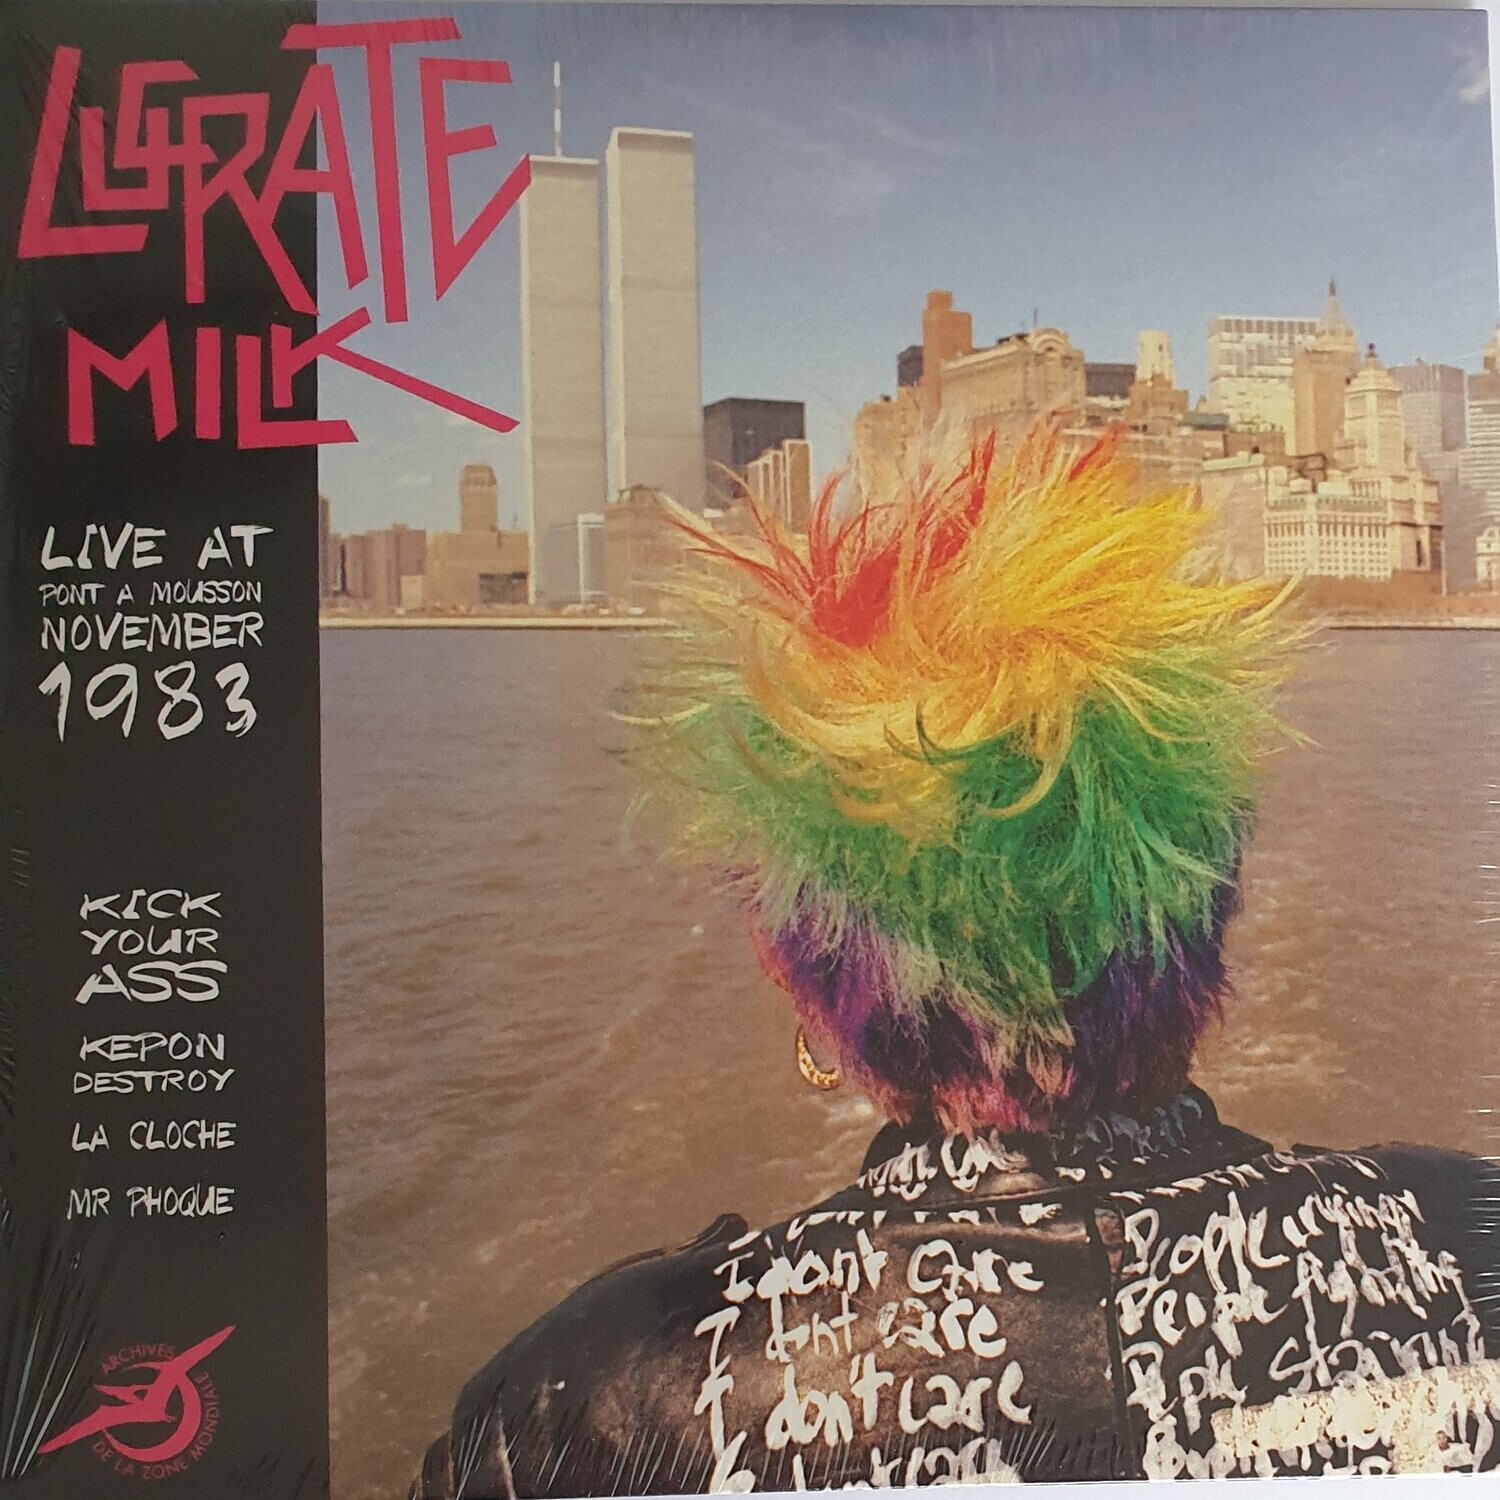 LUCRATE
MILK
LIVE AT
PONT A MOUSSON
NOVEMBER
1983
KICK
YOUR
ASS
KEPON
DESTROY
LA CLOCHE
MR PHOQUE
ARCHIVES
DE LA ZONE MONDIALE
I dont care
I dont care
I don't care
People
People